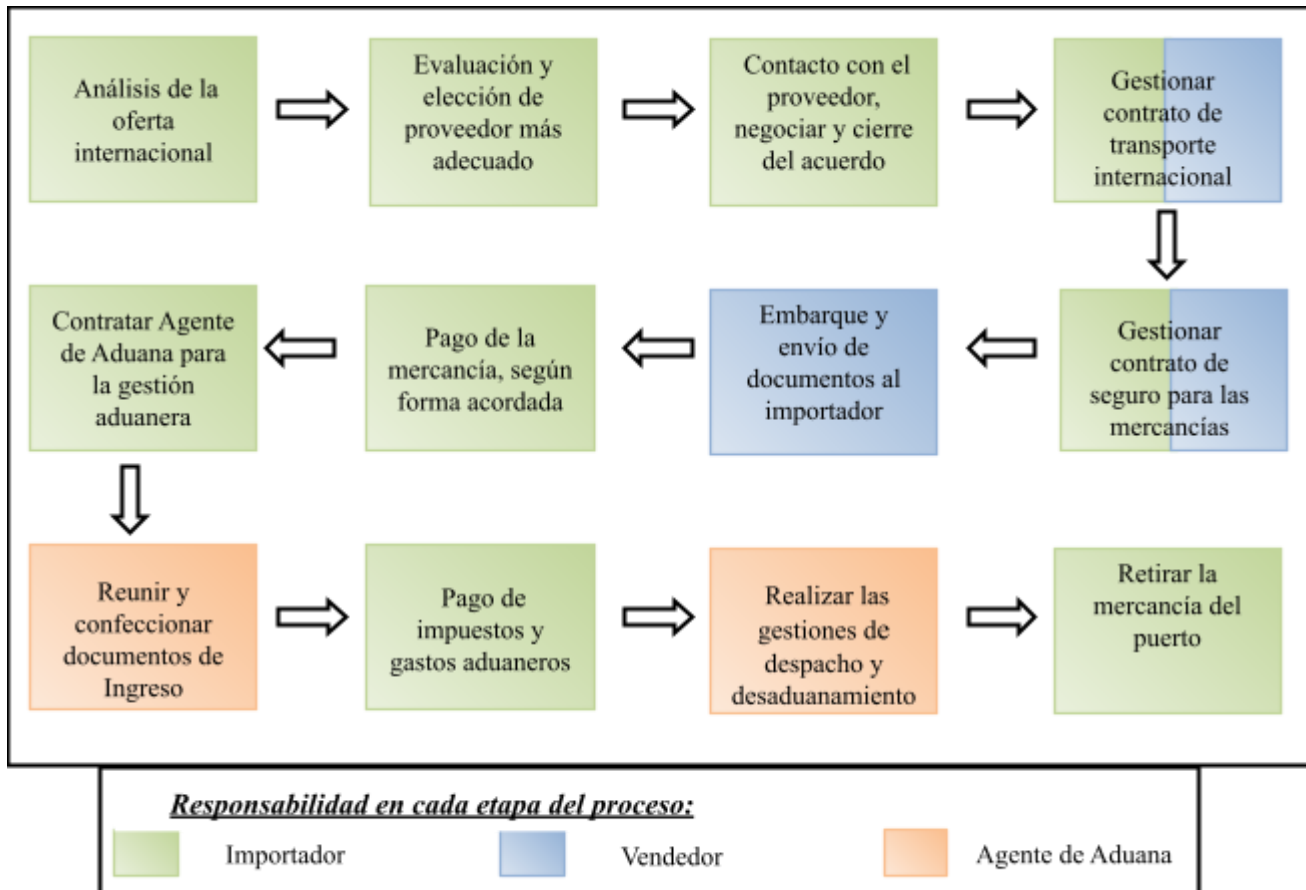 Análisis de la
oferta
internacional
Evaluación y
elección de
proveedor más
adecuado
Contacto con el
proveedor,
negociar y cierre
del acuerdo
Gestionar
contrato de
transporte
internacional
Gestionar
contrato de
seguro para las
mercancías
Embarque y
envío de
documentos al
importador
Pago de la
mercancía, según
forma acordada
Contratar Agente
de Aduana para
la gestión
aduanera
Reunir y
confeccionar
documentos de
Ingreso
Pago de
impuestos y
gastos aduaneros
Realizar las
gestiones de
despacho y
desaduanamiento
Retirar la
mercancía del
puerto
Responsabilidad en cada etapa del proceso:
Importador
Vendedor
Agente de Aduana